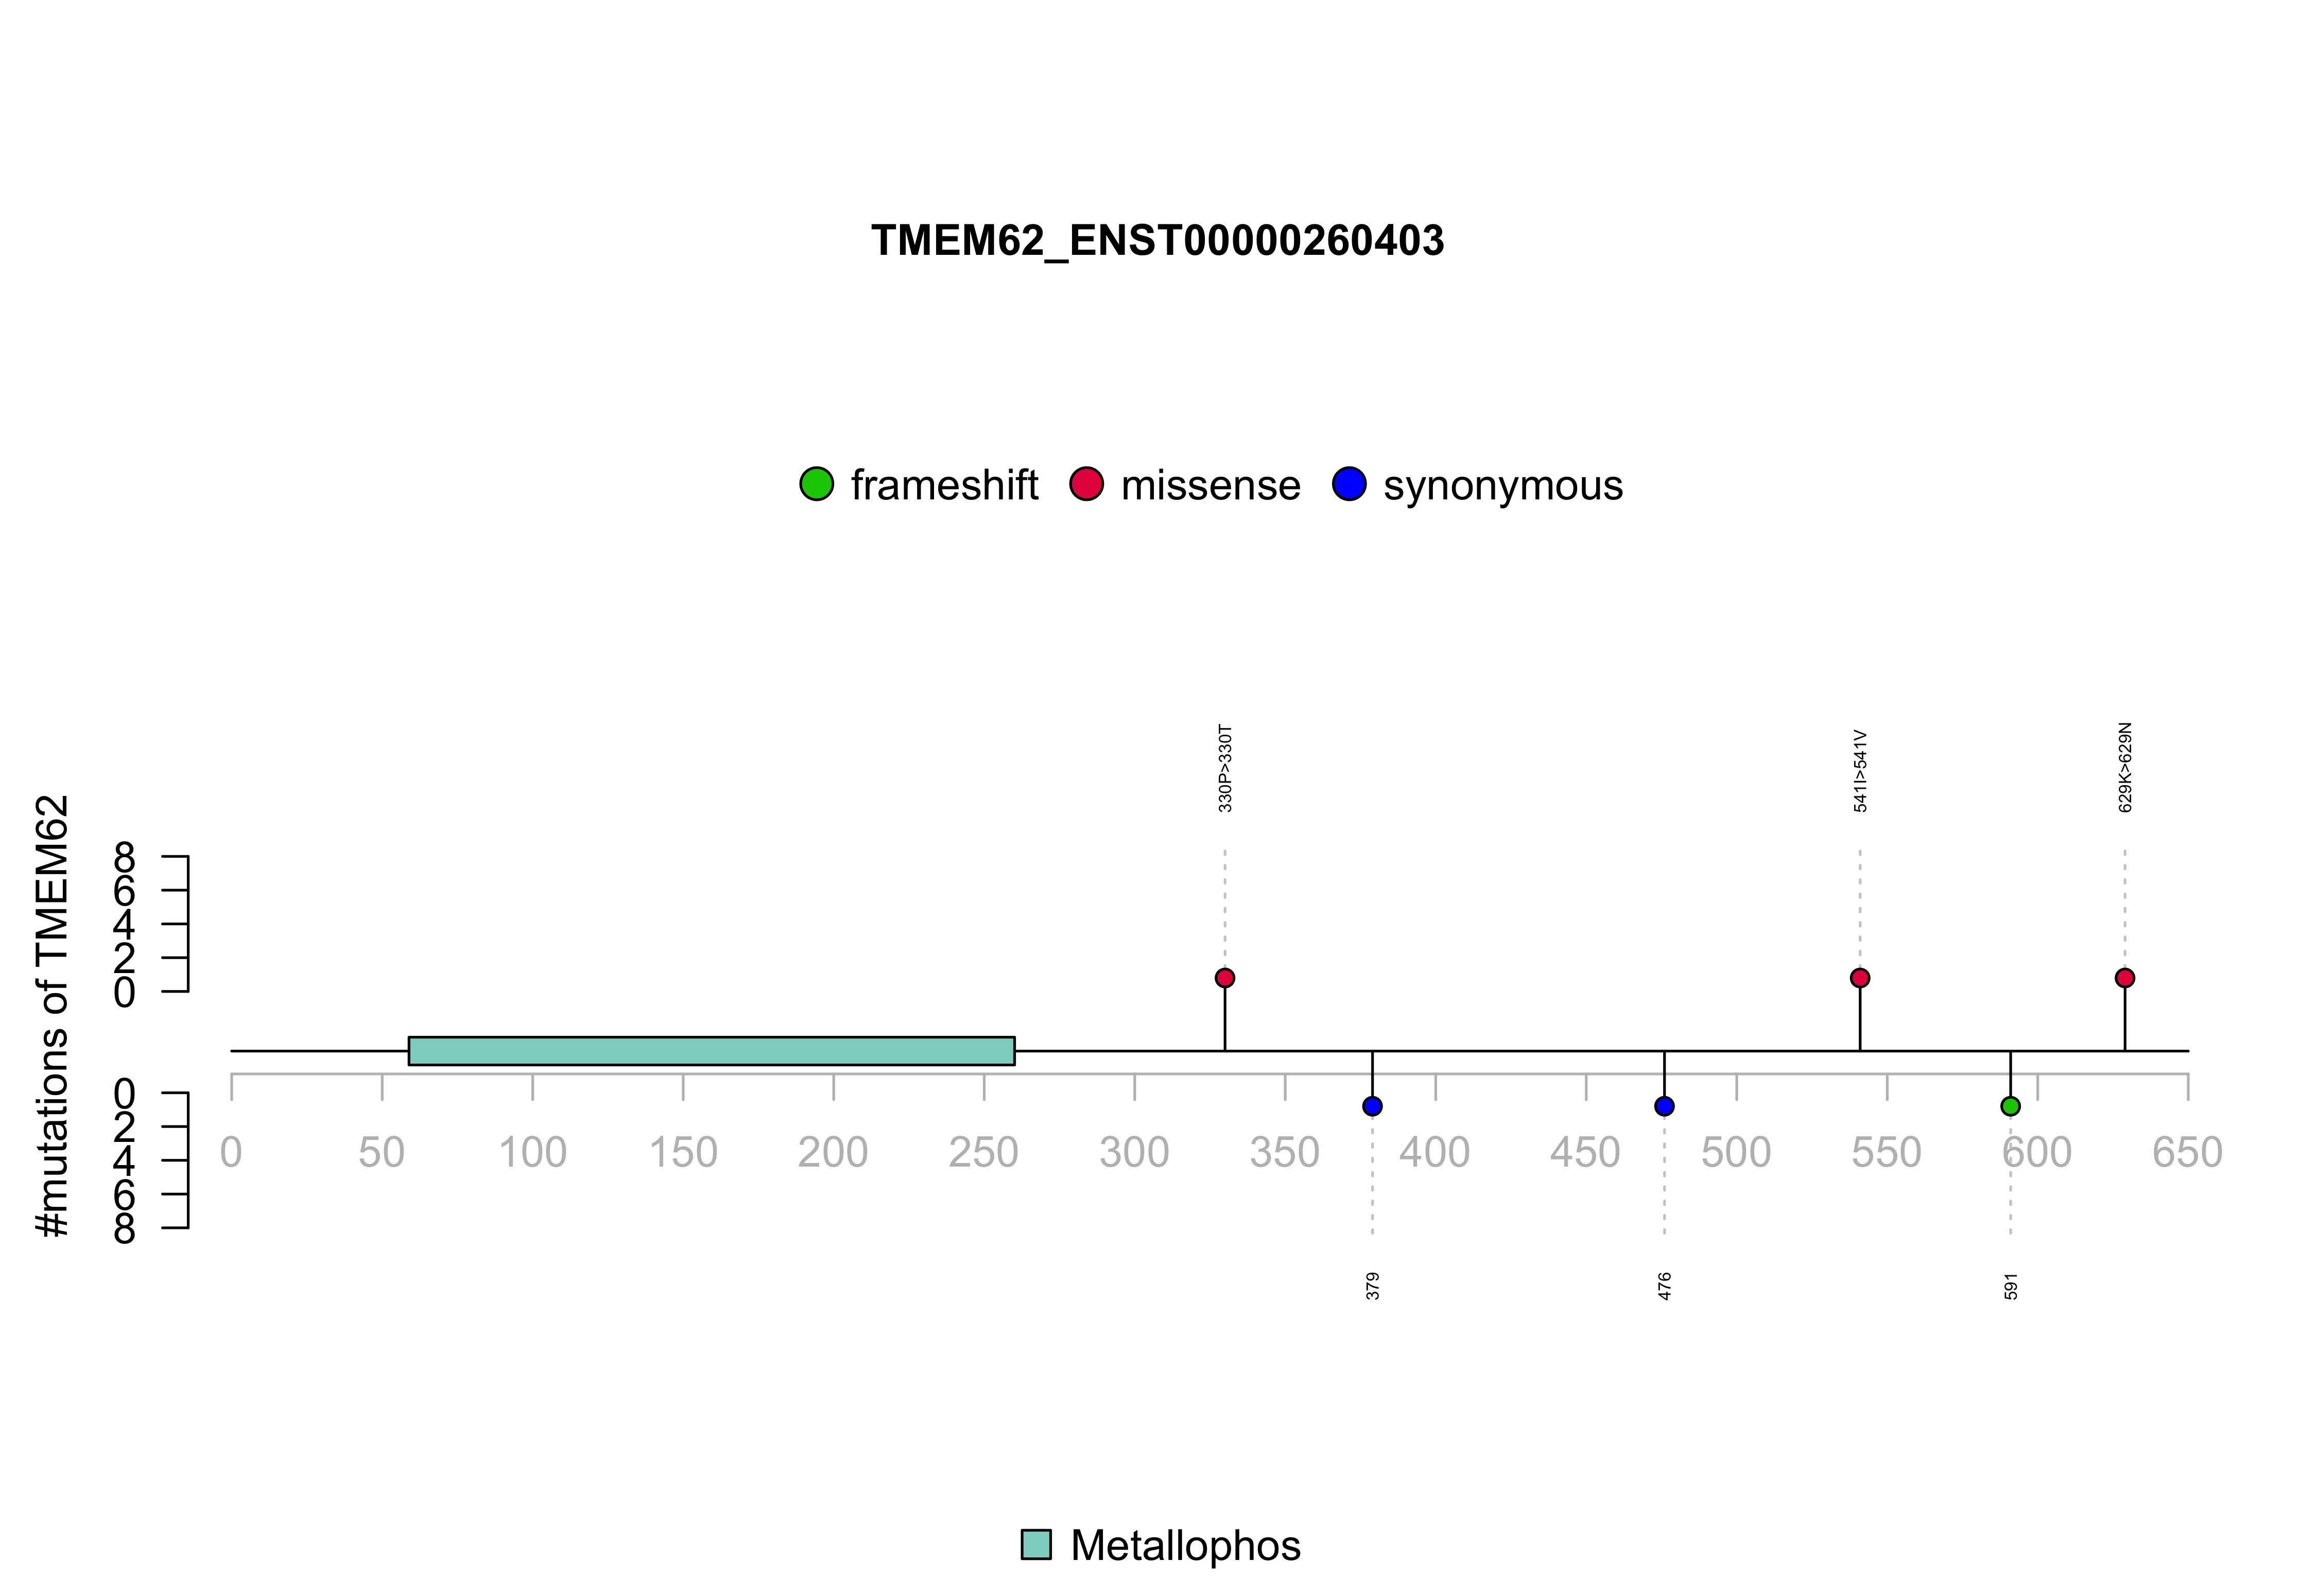 TMEM62_ENST00000260403
frameshift missense synonymous
330P>330T 541I>541V 629K>629N
#mutations of TMEM62
8
6
4
2
0
0
2
4
6
8
0 50 100 150 200 250 300 350 400 450 500 550 600 650
379 476 591
Metallophos